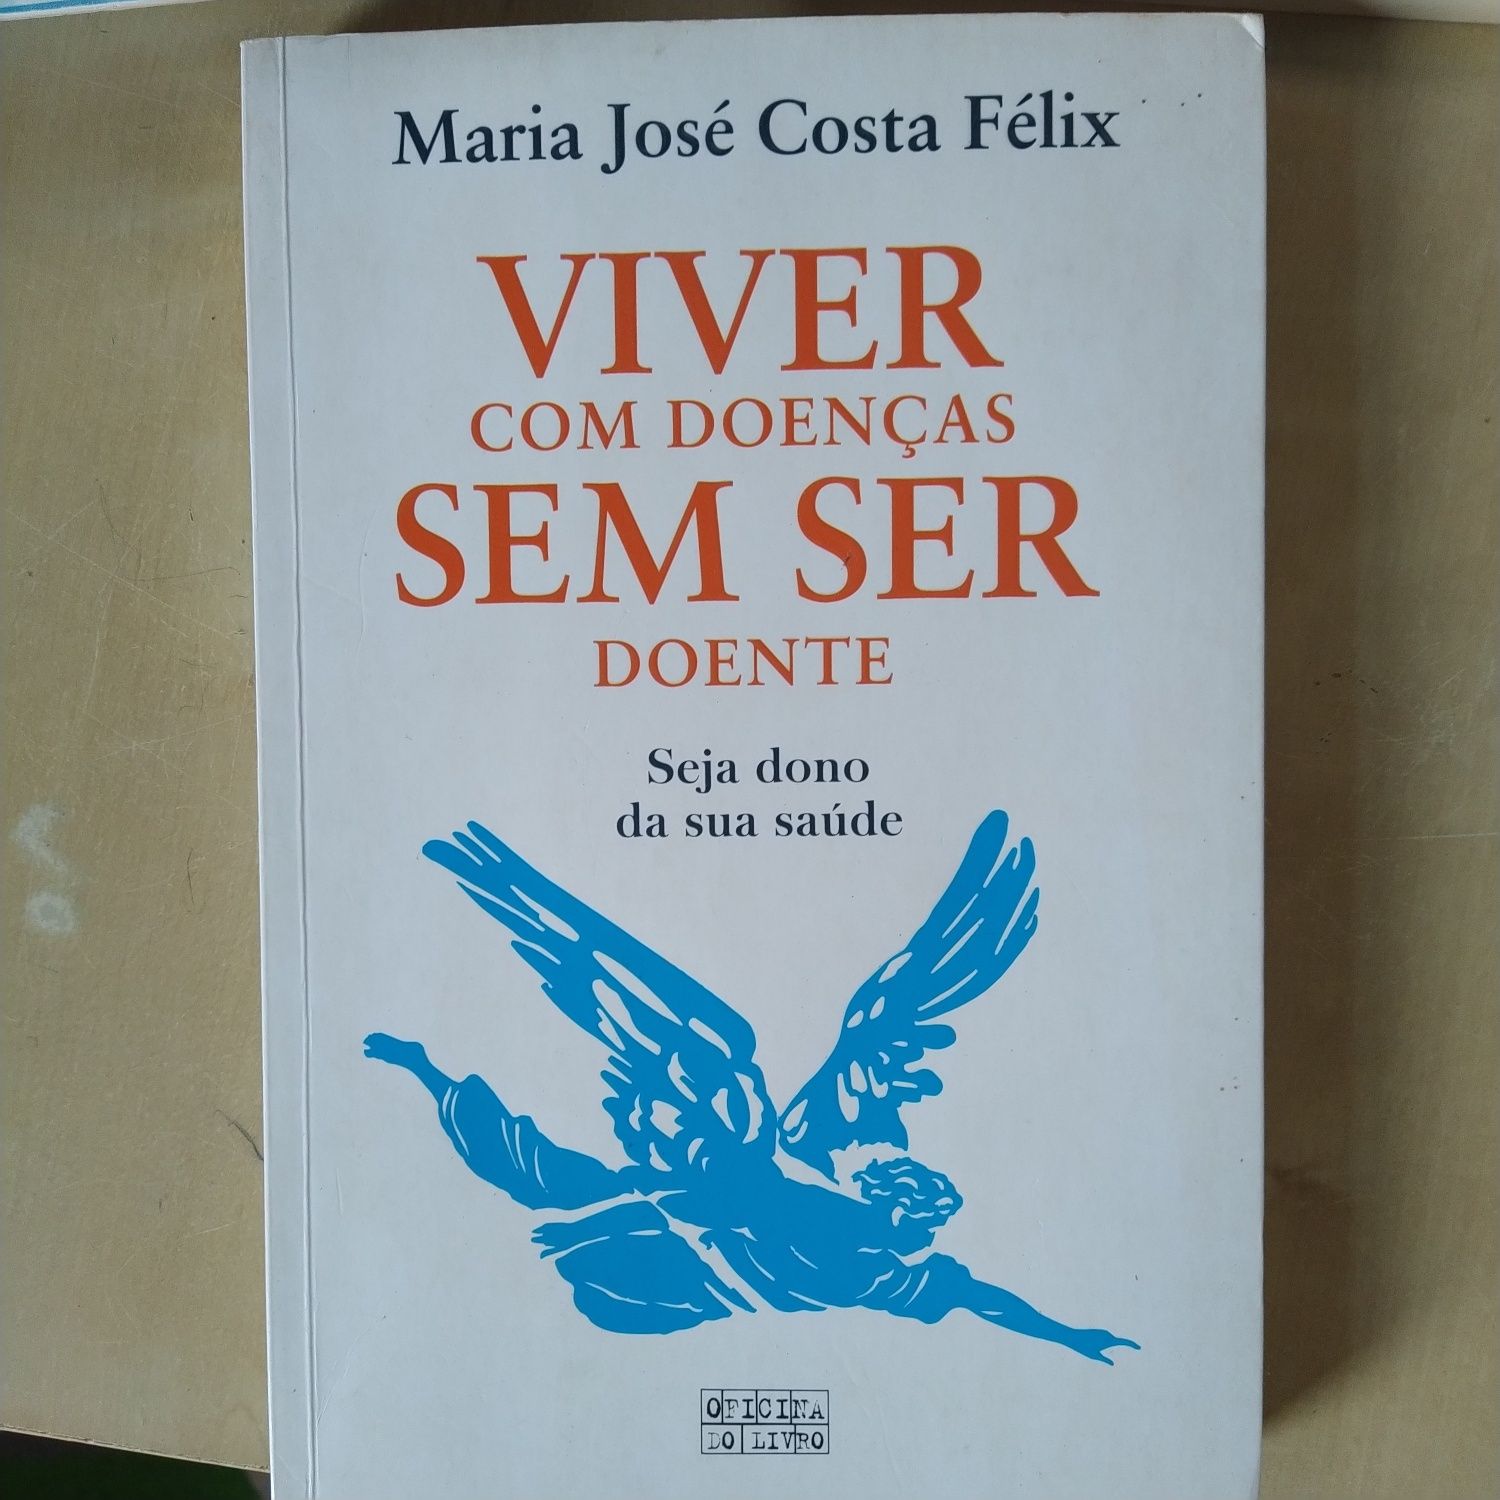 Maria José Costa Félix
VIVER
COM DOENÇAS
SEM SER
DOENTE
Seja dono
da sua saúde
OFICINA
DO LIVRO